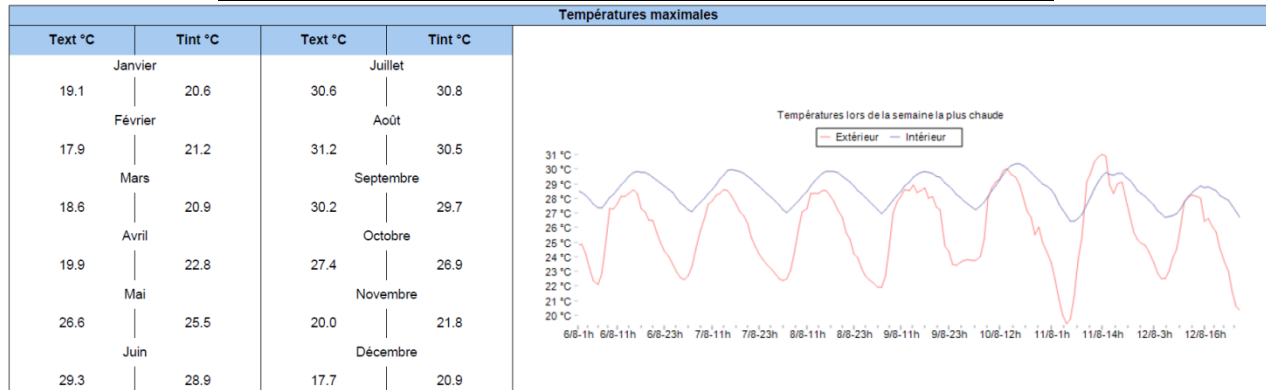 Températures maximales
Text °C Tint °C Text °C Tint °C
Janvier Juillet
19.1 20.6 30.6 30.8
Février Août
17.9 21.2 31.2 30.5
Mars Septembre
18.6 20.9 30.2 29.7
Avril Octobre
19.9 22.8 27.4 26.9
Mai Novembre
26.6 25.5 20.0 21.8
Juin Décembre
29.3 28.9 17.7 20.9
Températures lors de la semaine la plus chaude
Extérieur Intérieur
31 °C
30 °C
29 °C
28 °C
27 °C
26 °C
25 °C
24 °C
23 °C
22 °C
21 °C
20 °C
6/8-1h 6/8-11h 6/8-23h 7/8-11h 7/8-23h 8/8-11h 8/8-23h 9/8-11h 9/8-23h 10/8-12h 11/8-1h 11/8-14h 12/8-3h 12/8-16h